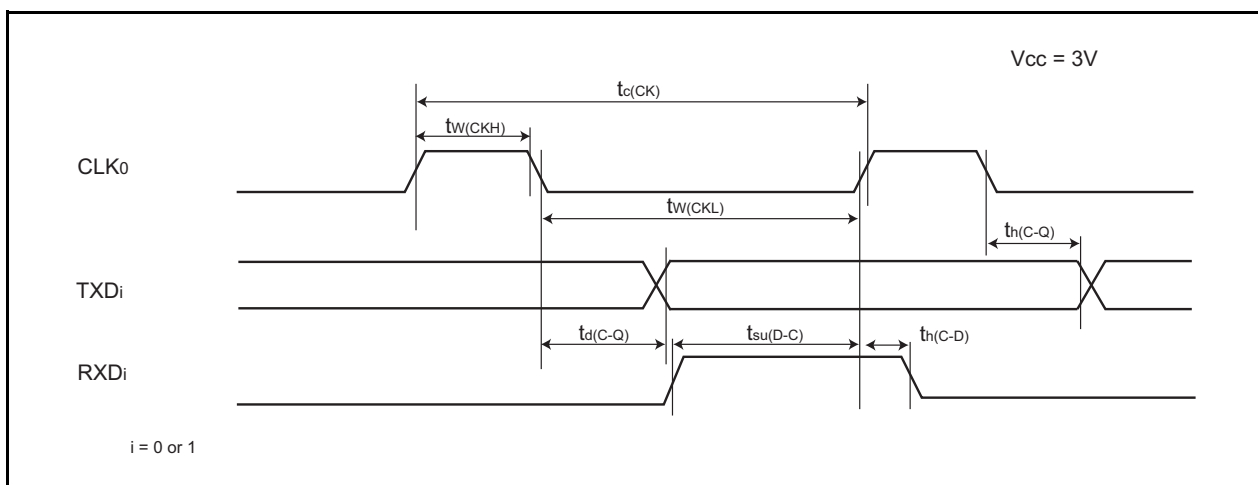 Vcc = 3V
tc(CK)
tW(CKH)
CLK0
tW(CKL)
th(C-Q)
TXDi
td(C-Q)
tsu(D-C)
th(C-D)
RXDi
i = 0 or 1